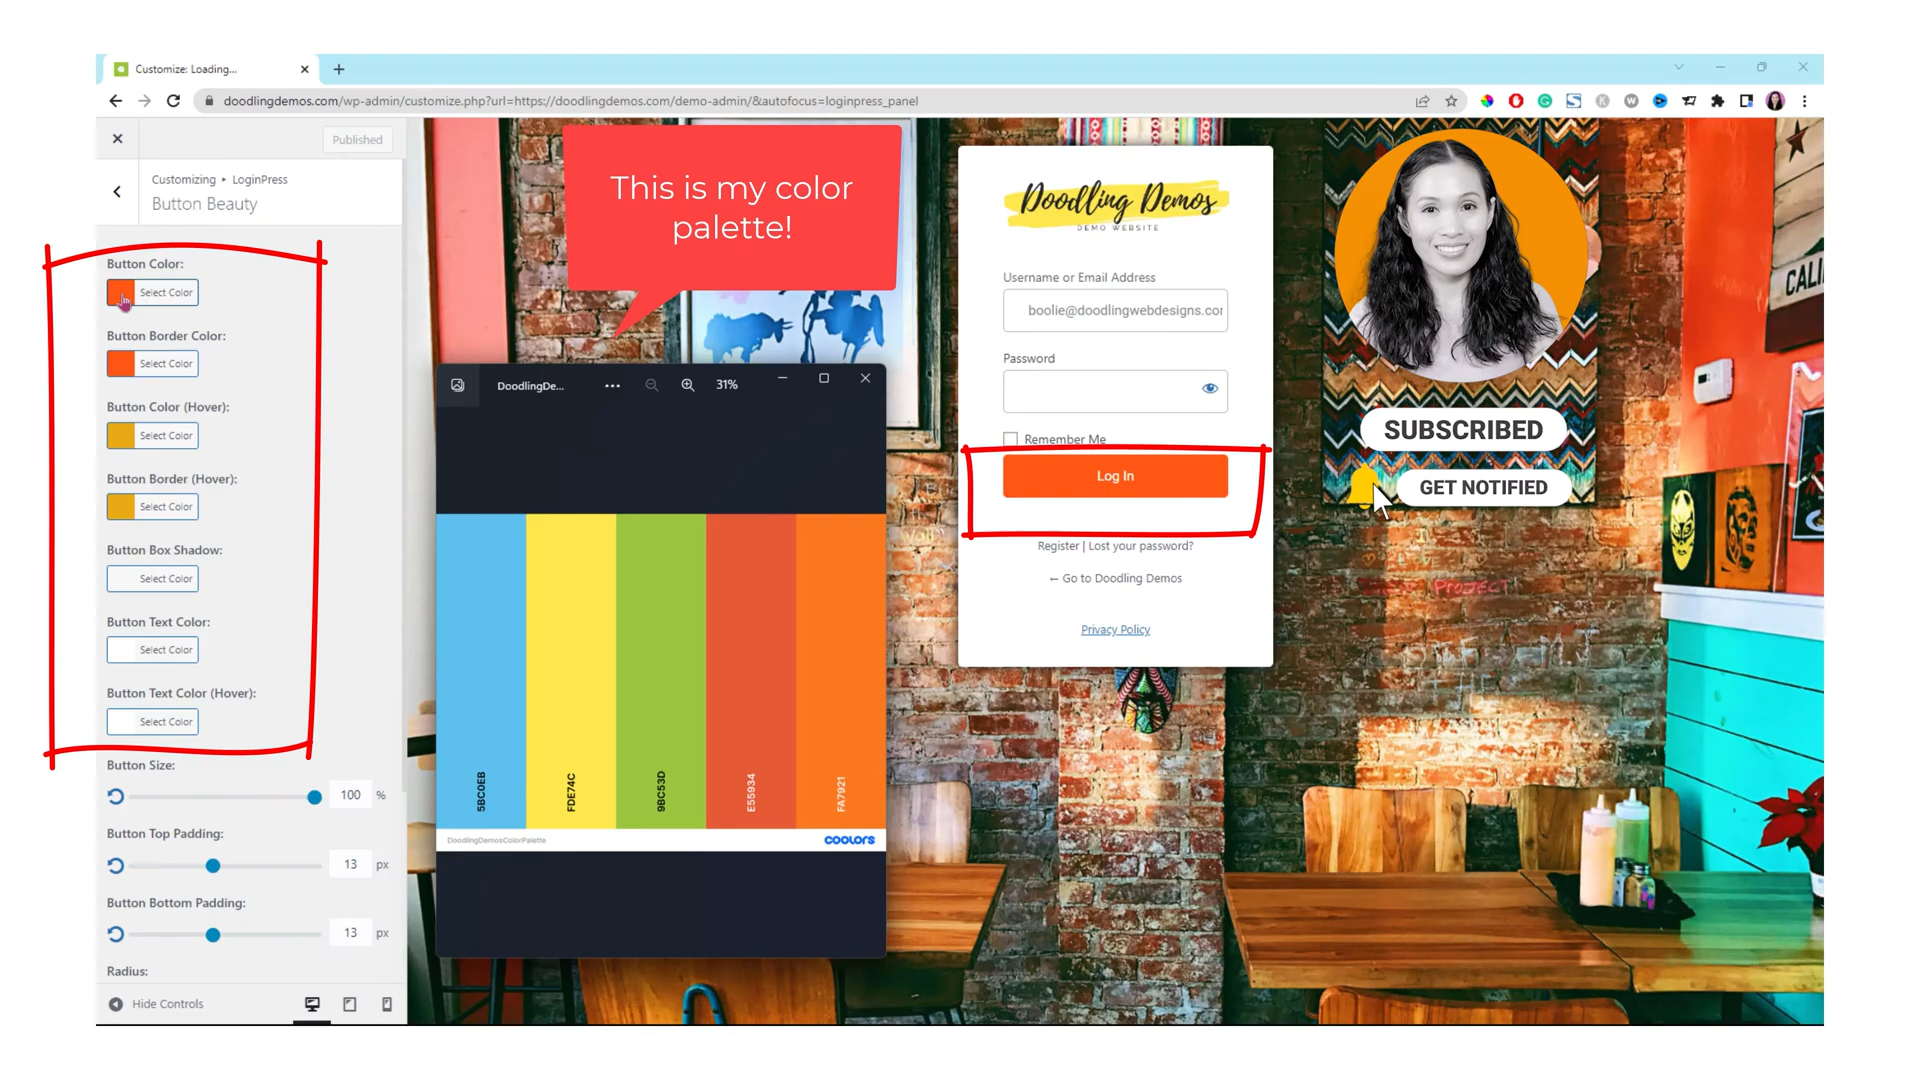 Customize: Loading...
doodlingdemos.com/wp-admin/customize.php?url=https://doodlingdemos.com/demo-admin/&autofocus=loginpress_panel
Published
Customizing ▸ LoginPress
Button Beauty
Button Color:
Select Color
Button Border Color:
Select Color
Button Color (Hover):
Select Color
Button Border (Hover):
Select Color
Button Box Shadow:
Select Color
Button Text Color:
Select Color
Button Text Color (Hover):
Select Color
Button Size:
100 %
Button Top Padding:
13 px
Button Bottom Padding:
13 px
Radius:
Hide Controls
This is my color
palette!
DoodlingDe...
31%
5BC0EB
FDE74C
9BC53D
E55934
FA7921
DoodlingDemosColorPalette
coolors
Doodling Demos
DEMO WEBSITE
Username or Email Address
boolie@doodlingwebdesigns.cor
Password
Remember Me
Log In
Register | Lost your password?
← Go to Doodling Demos
Privacy Policy
SUBSCRIBED
GET NOTIFIED
CALI
PROJECT